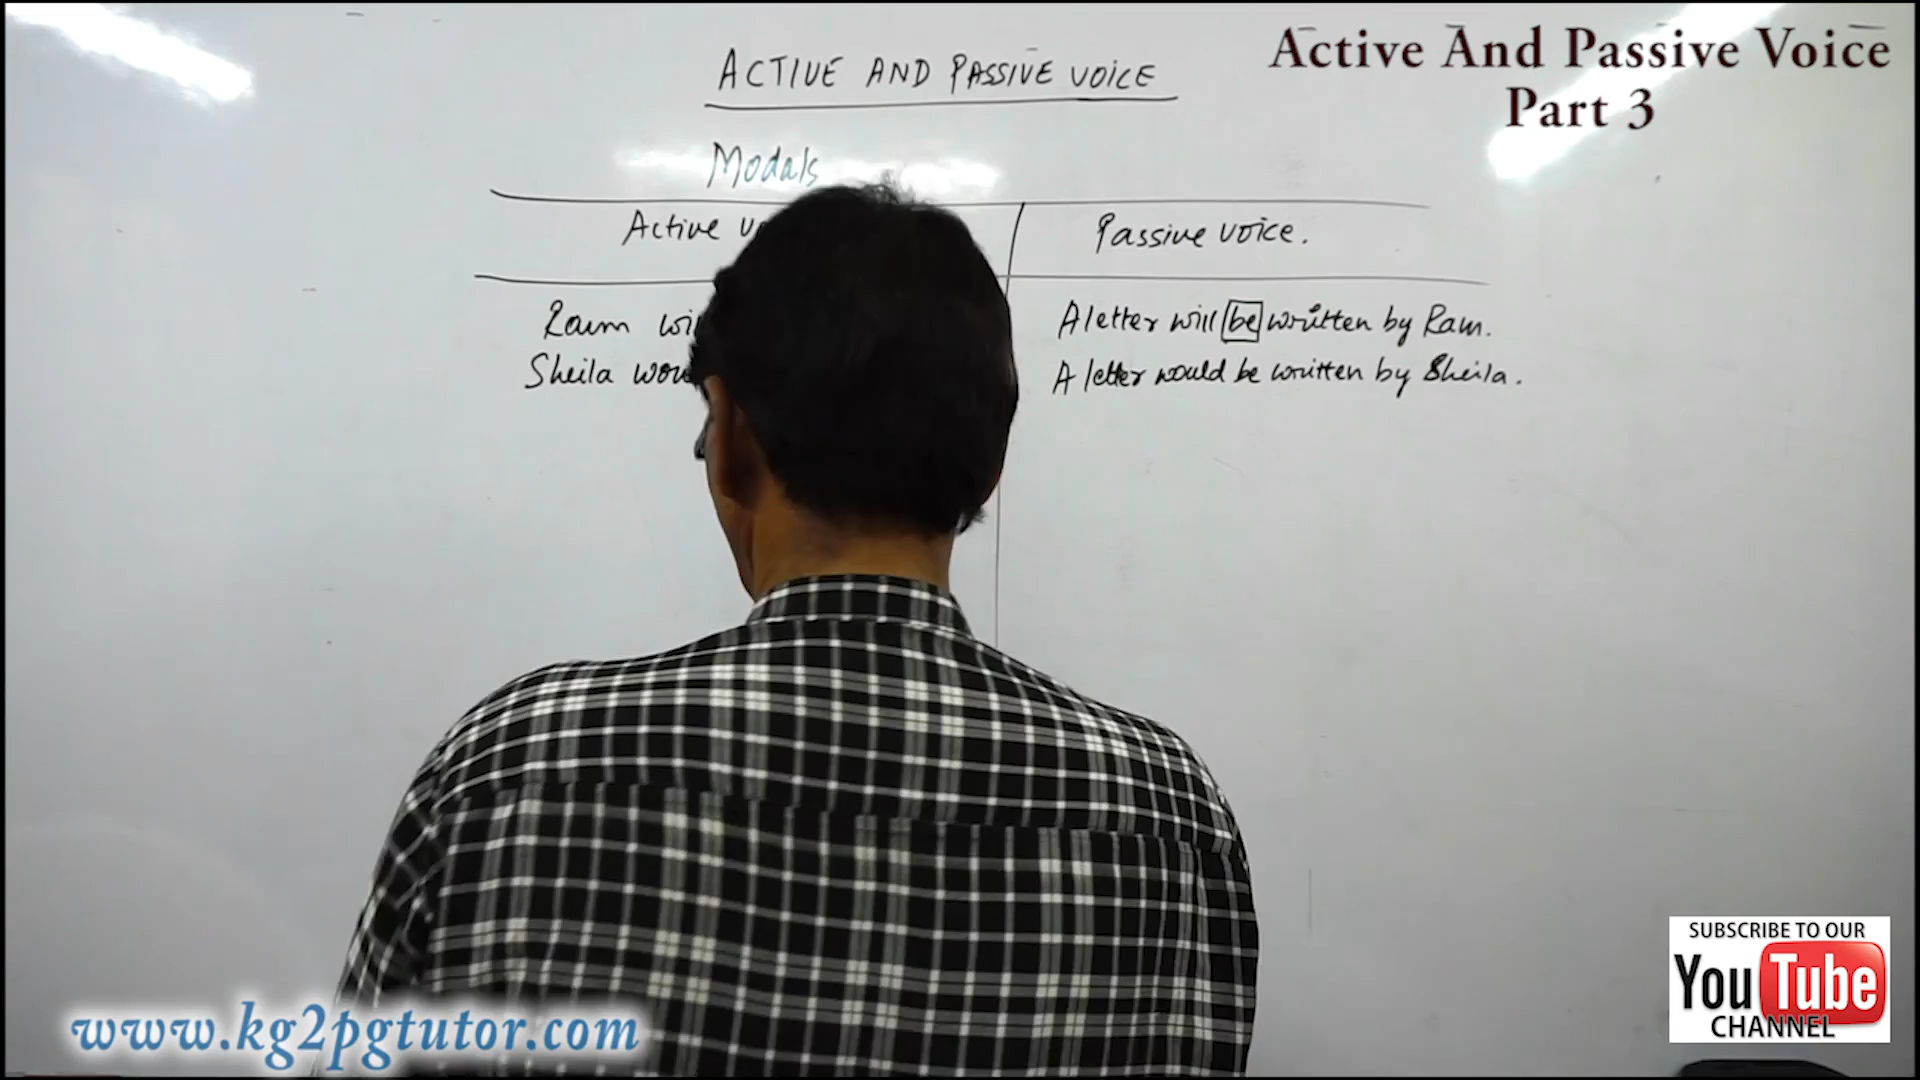 Active And Passive Voice
Part 3
ACTIVE AND PASSIVE VOICE
Modals
Active
Passive voice.
Ram
A letter will be written by Ram.
Sheila
A letter would be written by Sheila.
www.kg2pgtutor.com
SUBSCRIBE TO OUR
YouTube
CHANNEL